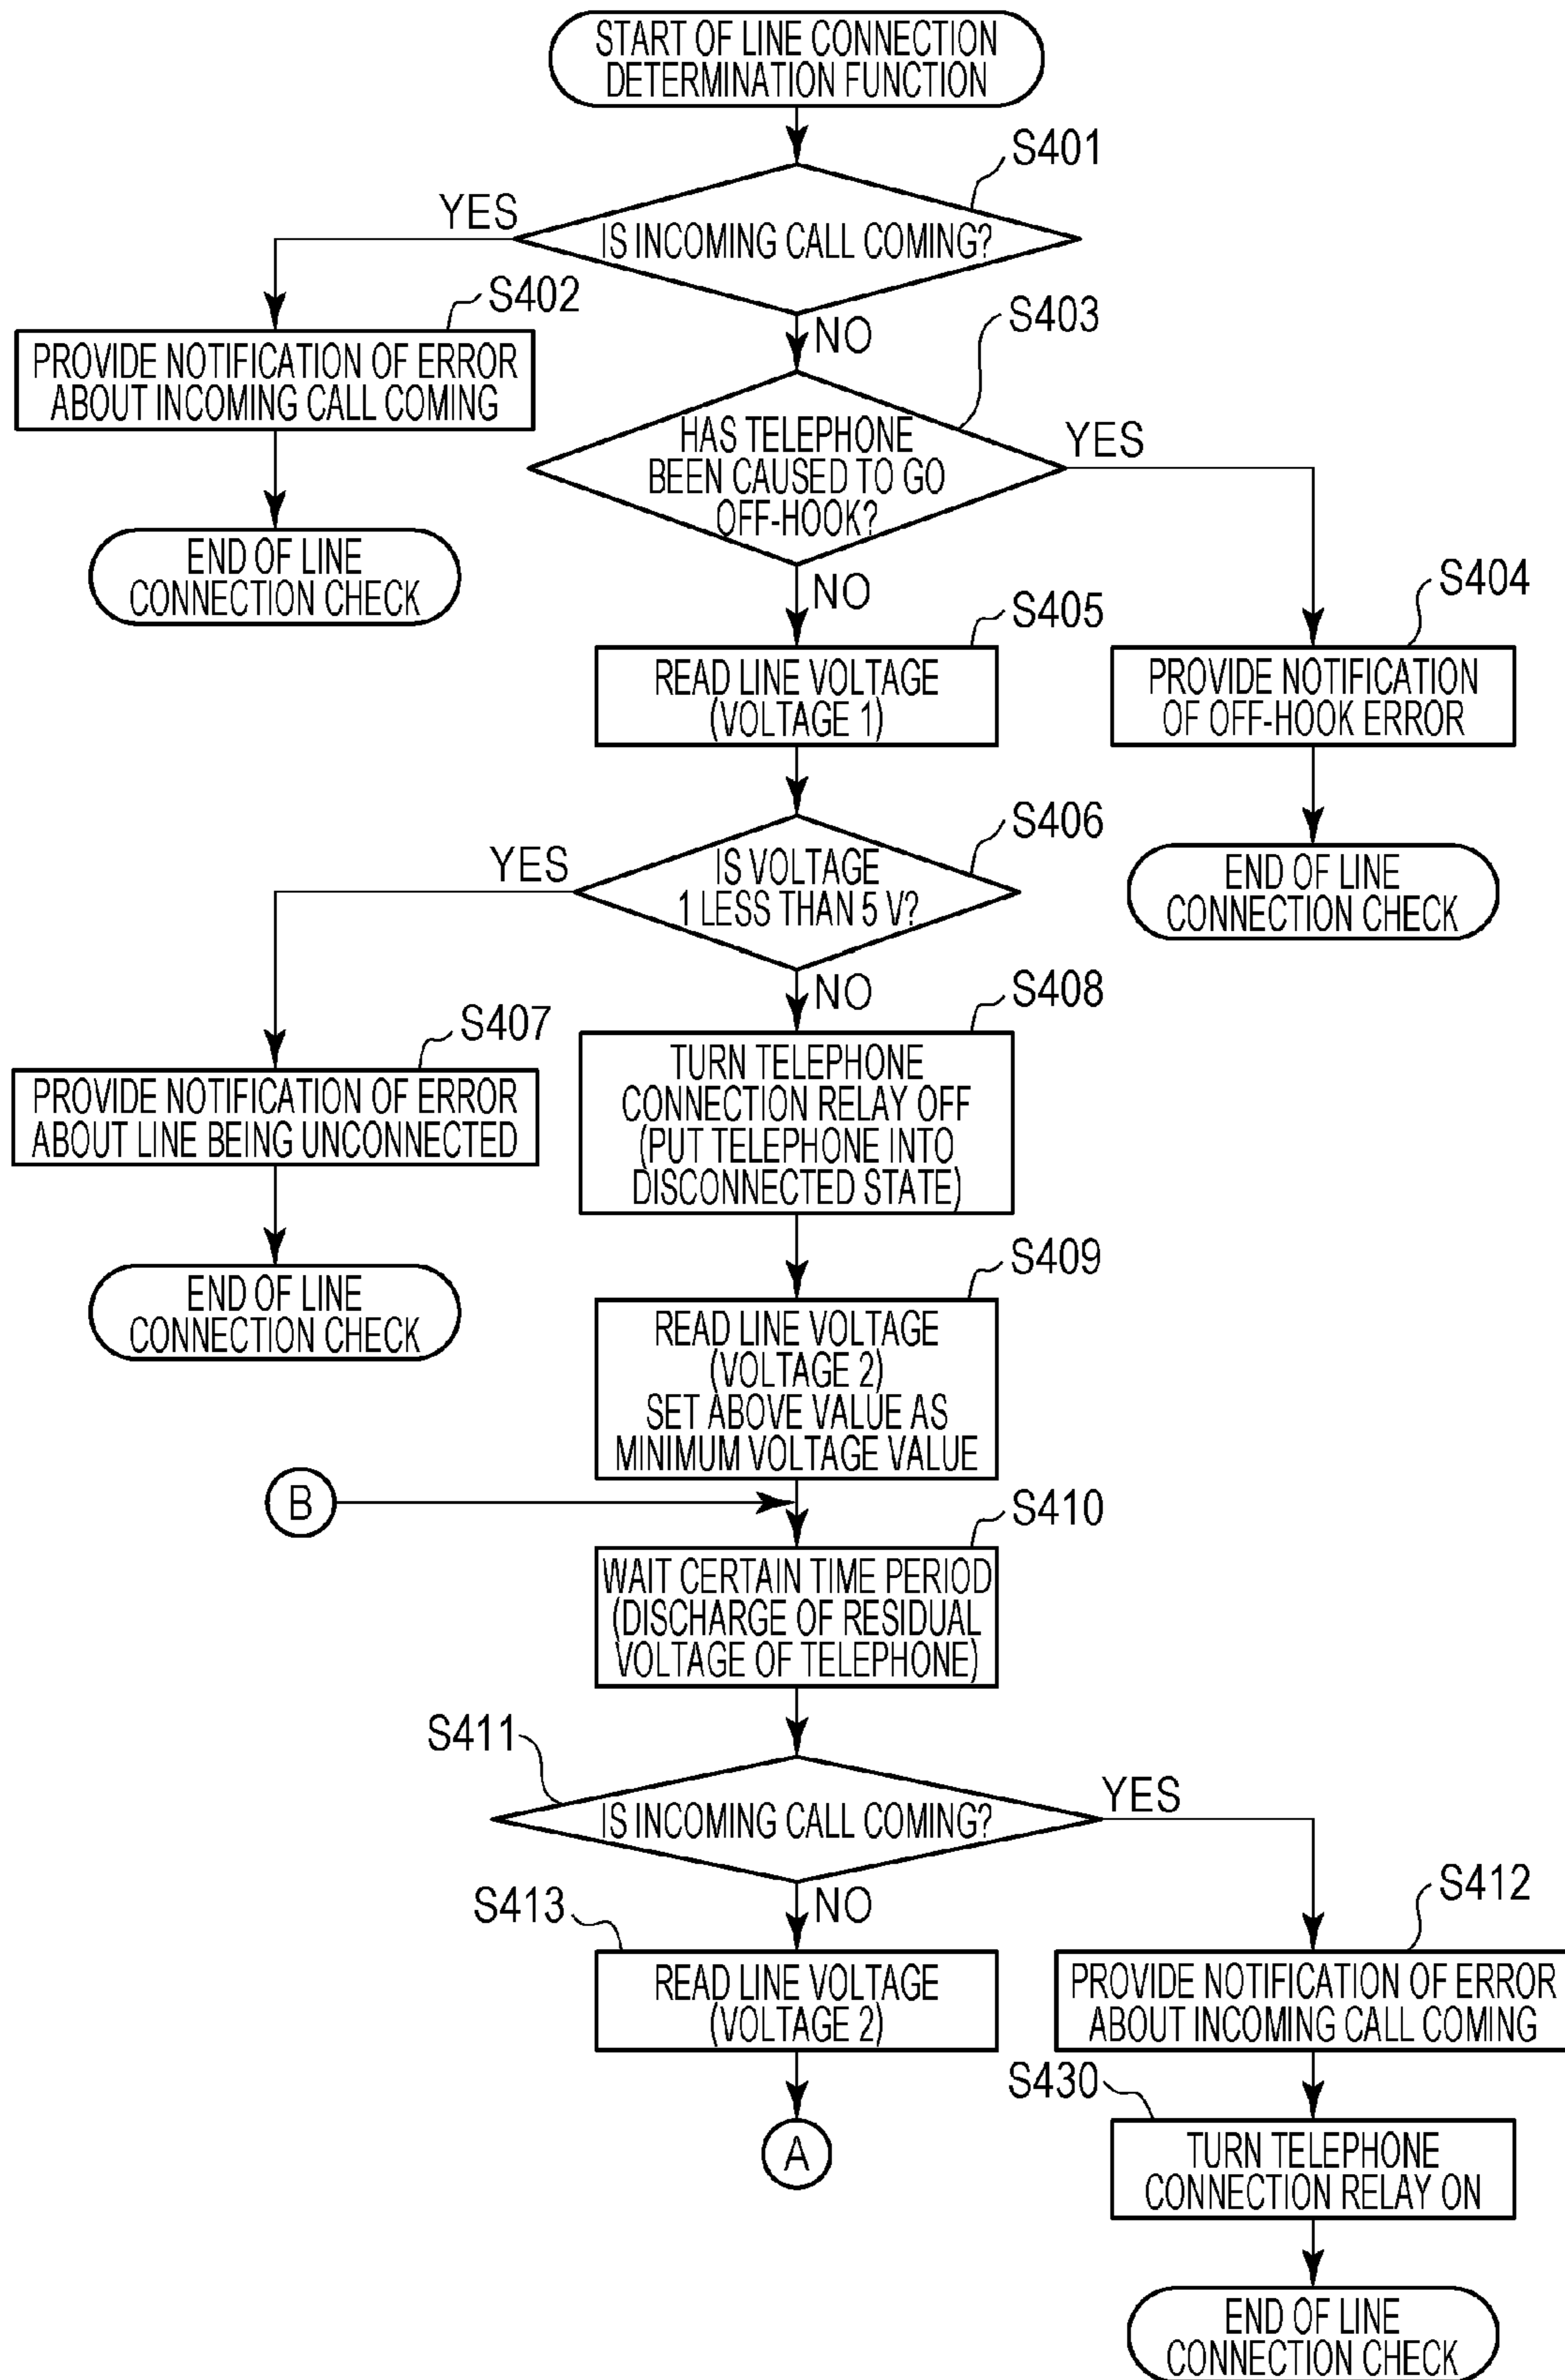 START OF LINE CONNECTION
DETERMINATION FUNCTION
S401
IS INCOMING CALL COMING?
YES
S402
PROVIDE NOTIFICATION OF ERROR
ABOUT INCOMING CALL COMING
END OF LINE
CONNECTION CHECK
NO
S403
HAS TELEPHONE
BEEN CAUSED TO GO
OFF-HOOK?
YES
S404
PROVIDE NOTIFICATION
OF OFF-HOOK ERROR
END OF LINE
CONNECTION CHECK
NO
S405
READ LINE VOLTAGE
(VOLTAGE 1)
S406
IS VOLTAGE
1 LESS THAN 5 V?
YES
S407
PROVIDE NOTIFICATION OF ERROR
ABOUT LINE BEING UNCONNECTED
END OF LINE
CONNECTION CHECK
NO
S408
TURN TELEPHONE
CONNECTION RELAY OFF
(PUT TELEPHONE INTO
DISCONNECTED STATE)
S409
READ LINE VOLTAGE
(VOLTAGE 2)
SET ABOVE VALUE AS
MINIMUM VOLTAGE VALUE
B
S410
WAIT CERTAIN TIME PERIOD
(DISCHARGE OF RESIDUAL
VOLTAGE OF TELEPHONE)
S411
IS INCOMING CALL COMING?
YES
S412
PROVIDE NOTIFICATION OF ERROR
ABOUT INCOMING CALL COMING
S430
TURN TELEPHONE
CONNECTION RELAY ON
END OF LINE
CONNECTION CHECK
NO
S413
READ LINE VOLTAGE
(VOLTAGE 2)
A